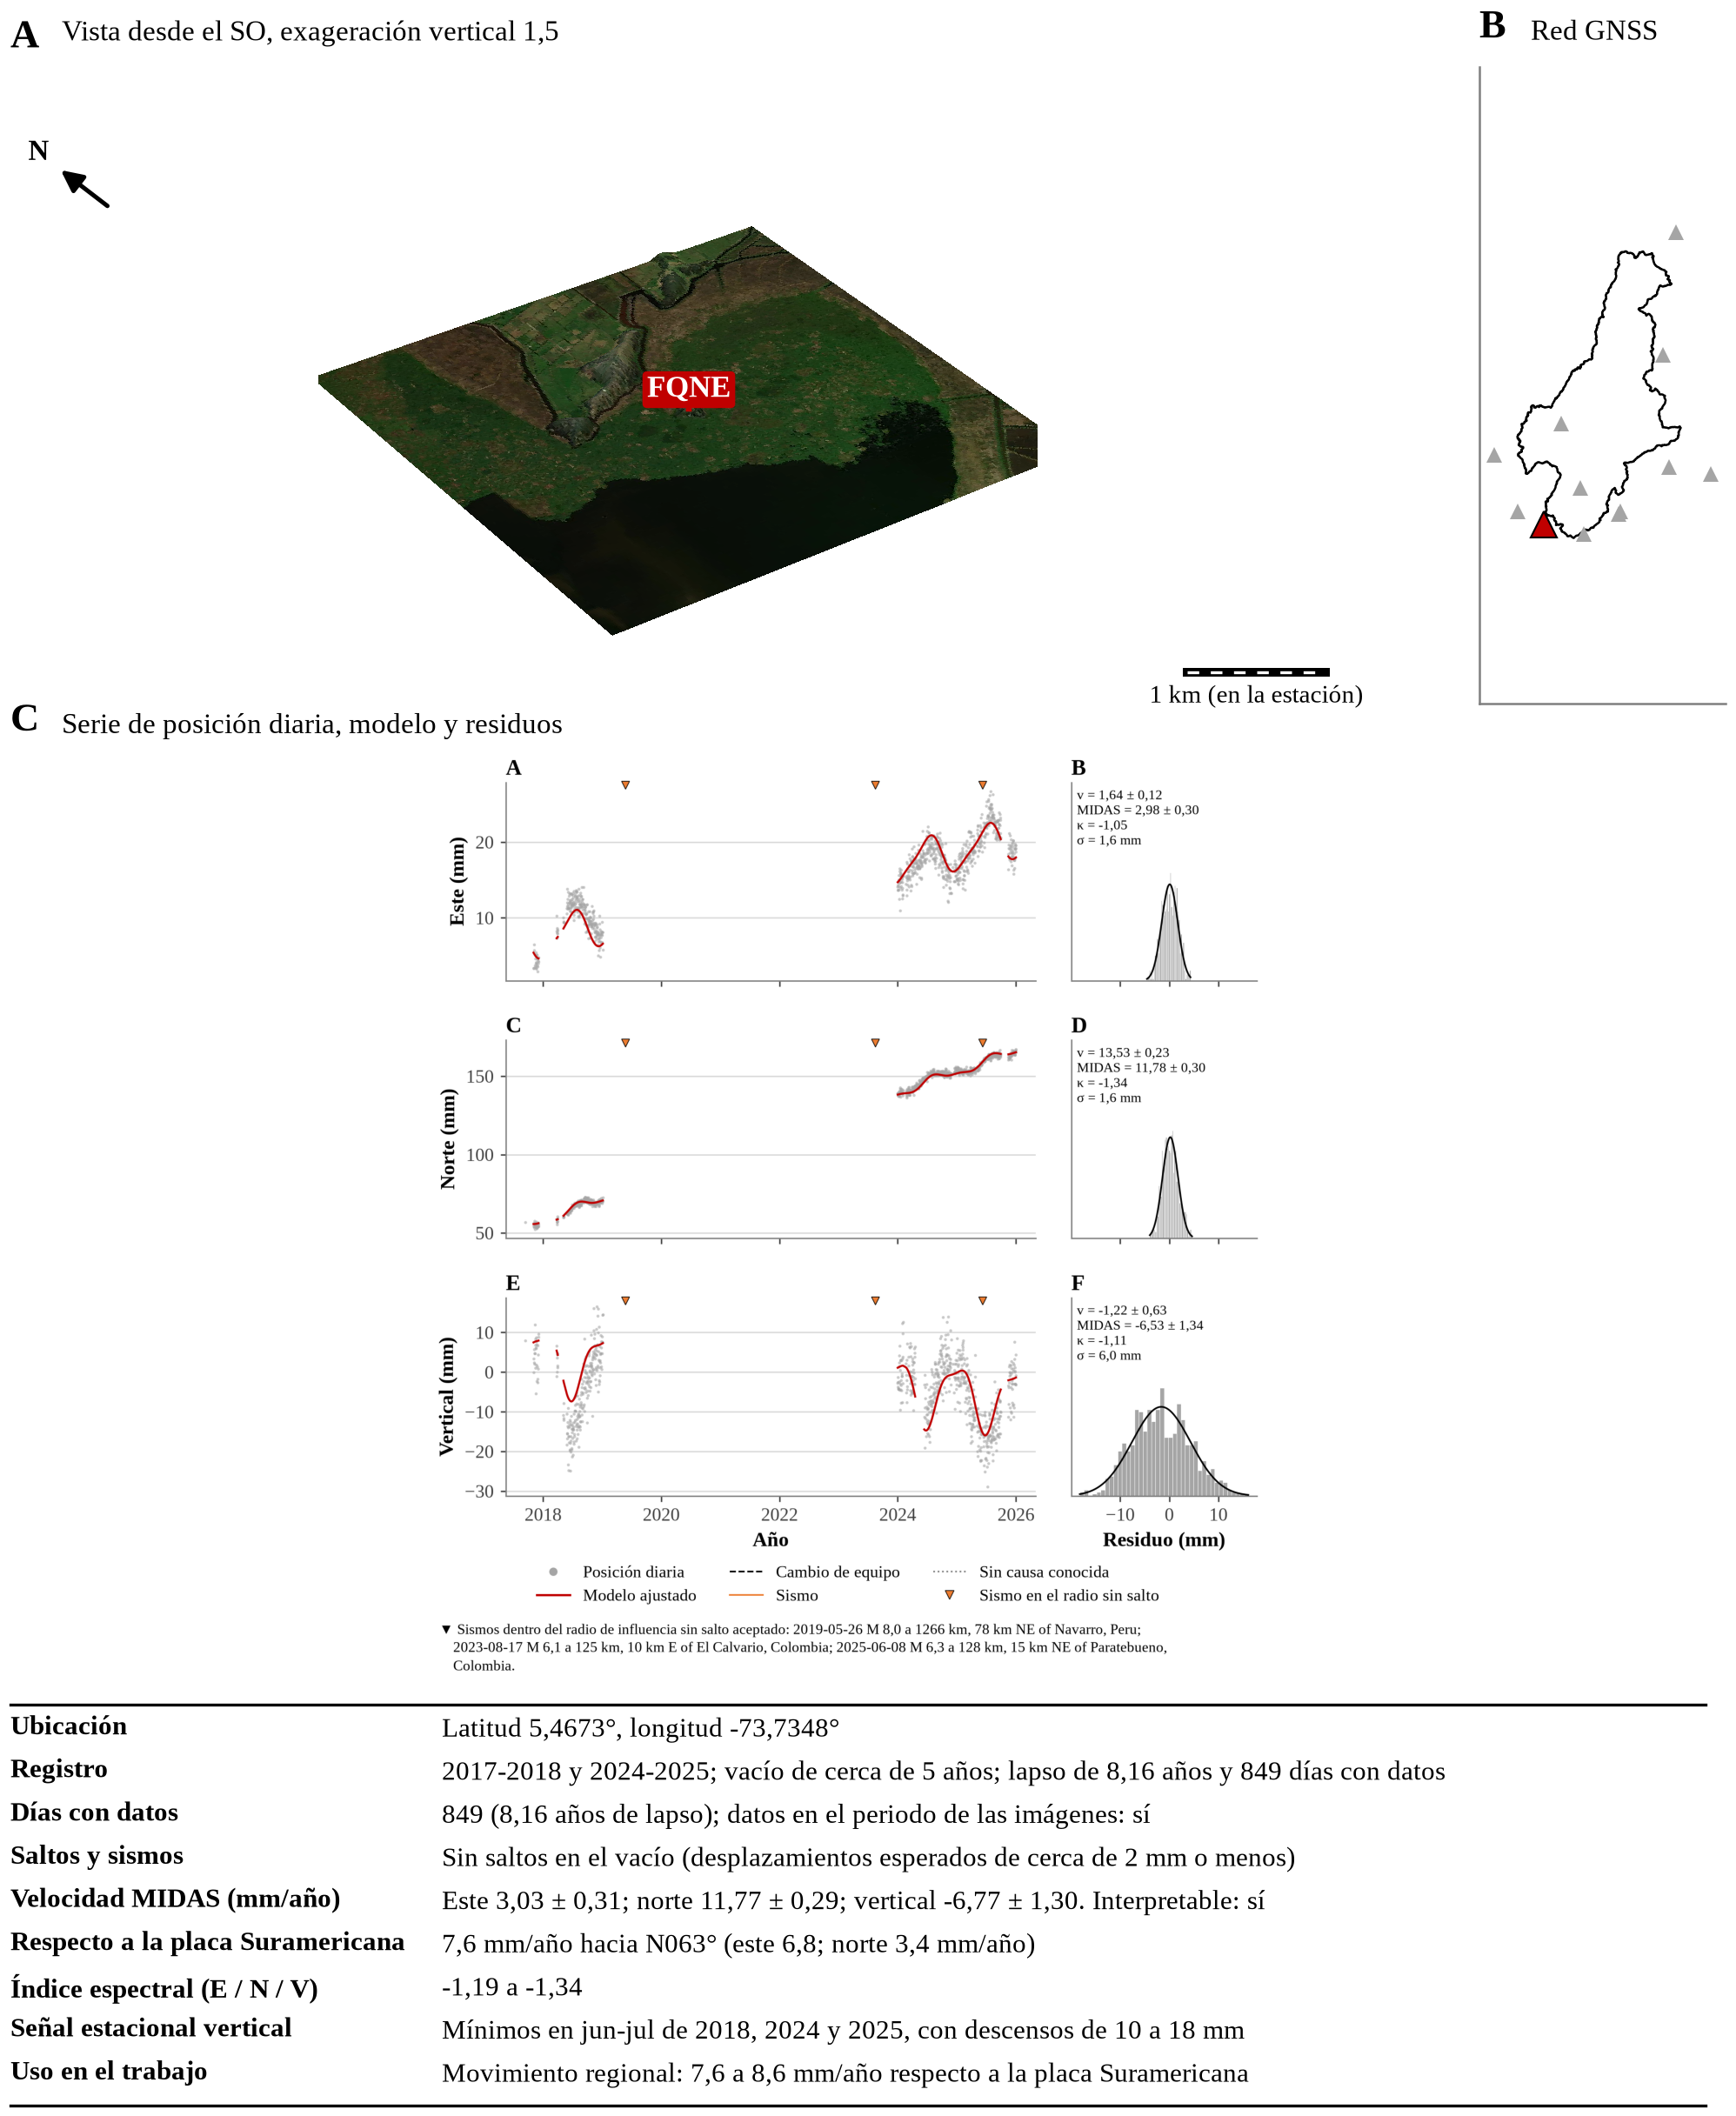 A Vista desde el SO, exageración vertical 1,5
B Red GNSS
N
FQNE
1 km (en la estación)
C Serie de posición diaria, modelo y residuos
A
Este (mm)
20
10
B
v = 1,64 ± 0,12
MIDAS = 2,98 ± 0,30
κ = -1,05
σ = 1,6 mm
C
Norte (mm)
150
100
50
D
v = 13,53 ± 0,23
MIDAS = 11,78 ± 0,30
κ = -1,34
σ = 1,6 mm
E
Vertical (mm)
10
0
−10
−20
−30
2018 2020 2022 2024 2026
Año
F
v = -1,22 ± 0,63
MIDAS = -6,53 ± 1,34
κ = -1,11
σ = 6,0 mm
−10 0 10
Residuo (mm)
Posición diaria Cambio de equipo Sin causa conocida
Modelo ajustado Sismo Sismo en el radio sin salto
▼ Sismos dentro del radio de influencia sin salto aceptado: 2019-05-26 M 8,0 a 1266 km, 78 km NE of Navarro, Peru;
2023-08-17 M 6,1 a 125 km, 10 km E of El Calvario, Colombia; 2025-06-08 M 6,3 a 128 km, 15 km NE of Paratebueno,
Colombia.
Ubicación Latitud 5,4673°, longitud -73,7348°
Registro 2017-2018 y 2024-2025; vacío de cerca de 5 años; lapso de 8,16 años y 849 días con datos
Días con datos 849 (8,16 años de lapso); datos en el periodo de las imágenes: sí
Saltos y sismos Sin saltos en el vacío (desplazamientos esperados de cerca de 2 mm o menos)
Velocidad MIDAS (mm/año) Este 3,03 ± 0,31; norte 11,77 ± 0,29; vertical -6,77 ± 1,30. Interpretable: sí
Respecto a la placa Suramericana 7,6 mm/año hacia N063° (este 6,8; norte 3,4 mm/año)
Índice espectral (E / N / V) -1,19 a -1,34
Señal estacional vertical Mínimos en jun-jul de 2018, 2024 y 2025, con descensos de 10 a 18 mm
Uso en el trabajo Movimiento regional: 7,6 a 8,6 mm/año respecto a la placa Suramericana